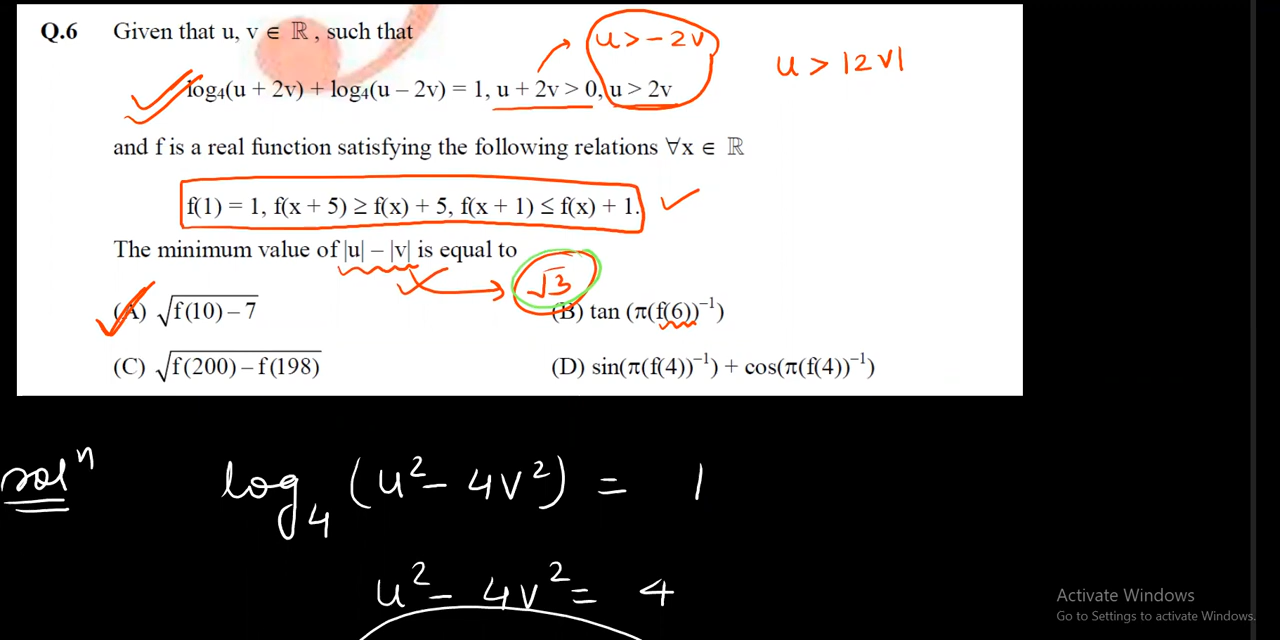 Q.6 Given that u, v ∈ ℝ, such that
u > -2v
u > |2v|
log₄(u + 2v) + log₄(u – 2v) = 1, u + 2v > 0, u > 2v
and f is a real function satisfying the following relations ∀x ∈ ℝ
f(1) = 1, f(x + 5) ≥ f(x) + 5, f(x + 1) ≤ f(x) + 1.
The minimum value of |u| – |v| is equal to
√3
(A) √(f(10) – 7) (B) tan (π(f(6))⁻¹)
(C) √(f(200) – f(198)) (D) sin(π(f(4))⁻¹) + cos(π(f(4))⁻¹)
solⁿ log₄ (u² - 4v²) = 1
u² - 4v² = 4
Activate Windows
Go to Settings to activate Windows.